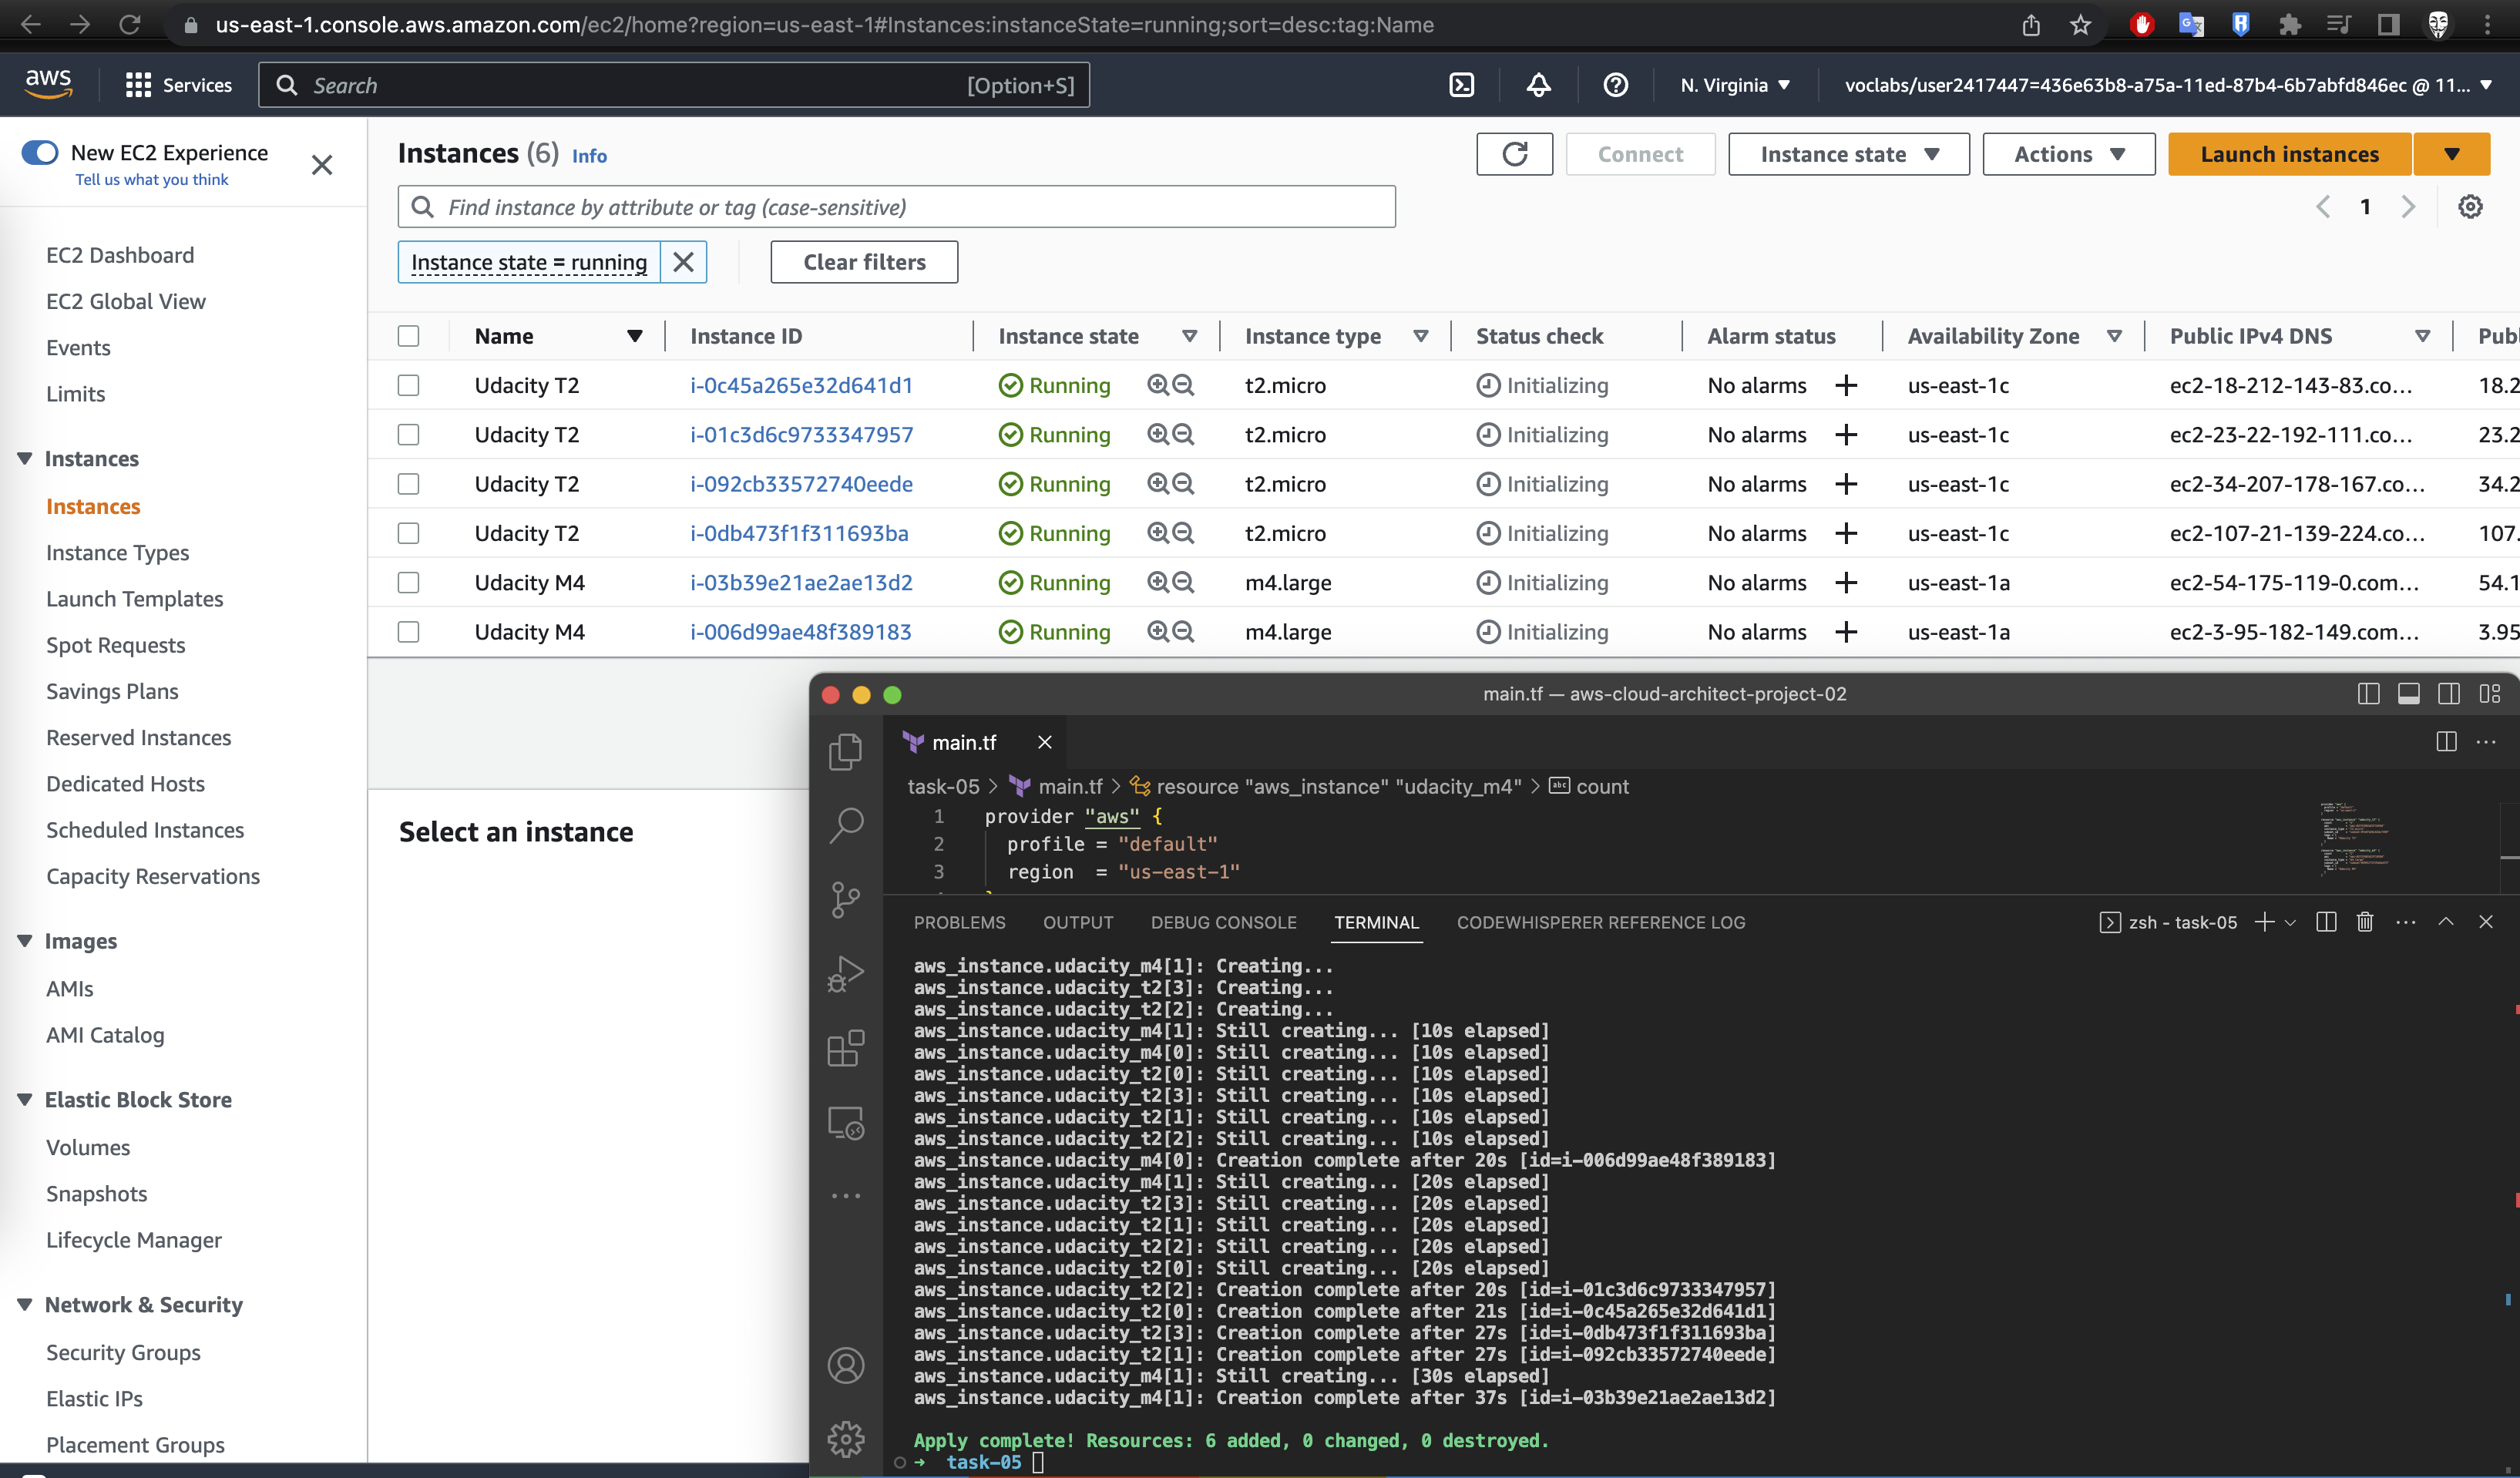 us-east-1.console.aws.amazon.com/ec2/home?region=us-east-1#Instances:instanceState=running;sort=desc:tag:Name
aws Services Search [Option+S] N. Virginia voclabs/user2417447=436e63b8-a75a-11ed-87b4-6b7abfd846ec @ 11...
New EC2 Experience
Tell us what you think
EC2 Dashboard
EC2 Global View
Events
Limits
Instances
Instances
Instance Types
Launch Templates
Spot Requests
Savings Plans
Reserved Instances
Dedicated Hosts
Scheduled Instances
Capacity Reservations
Images
AMIs
AMI Catalog
Elastic Block Store
Volumes
Snapshots
Lifecycle Manager
Network & Security
Security Groups
Elastic IPs
Placement Groups
Instances (6) Info Connect Instance state Actions Launch instances
Find instance by attribute or tag (case-sensitive) 1
Instance state = running Clear filters
Name Instance ID Instance state Instance type Status check Alarm status Availability Zone Public IPv4 DNS Publ
Udacity T2 i-0c45a265e32d641d1 Running t2.micro Initializing No alarms + us-east-1c ec2-18-212-143-83.co... 18.2
Udacity T2 i-01c3d6c9733347957 Running t2.micro Initializing No alarms + us-east-1c ec2-23-22-192-111.co... 23.2
Udacity T2 i-092cb33572740eede Running t2.micro Initializing No alarms + us-east-1c ec2-34-207-178-167.co... 34.2
Udacity T2 i-0db473f1f311693ba Running t2.micro Initializing No alarms + us-east-1c ec2-107-21-139-224.co... 107.
Udacity M4 i-03b39e21ae2ae13d2 Running m4.large Initializing No alarms + us-east-1a ec2-54-175-119-0.com... 54.1
Udacity M4 i-006d99ae48f389183 Running m4.large Initializing No alarms + us-east-1a ec2-3-95-182-149.com... 3.95
Select an instance
main.tf — aws-cloud-architect-project-02
main.tf
task-05 > main.tf > resource "aws_instance" "udacity_m4" > count
1 provider "aws" {
2 profile = "default"
3 region = "us-east-1"
PROBLEMS OUTPUT DEBUG CONSOLE TERMINAL CODEWHISPERER REFERENCE LOG zsh - task-05
aws_instance.udacity_m4[1]: Creating...
aws_instance.udacity_t2[3]: Creating...
aws_instance.udacity_t2[2]: Creating...
aws_instance.udacity_m4[1]: Still creating... [10s elapsed]
aws_instance.udacity_m4[0]: Still creating... [10s elapsed]
aws_instance.udacity_t2[0]: Still creating... [10s elapsed]
aws_instance.udacity_t2[3]: Still creating... [10s elapsed]
aws_instance.udacity_t2[1]: Still creating... [10s elapsed]
aws_instance.udacity_t2[2]: Still creating... [10s elapsed]
aws_instance.udacity_m4[0]: Creation complete after 20s [id=i-006d99ae48f389183]
aws_instance.udacity_m4[1]: Still creating... [20s elapsed]
aws_instance.udacity_t2[3]: Still creating... [20s elapsed]
aws_instance.udacity_t2[1]: Still creating... [20s elapsed]
aws_instance.udacity_t2[2]: Still creating... [20s elapsed]
aws_instance.udacity_t2[0]: Still creating... [20s elapsed]
aws_instance.udacity_t2[2]: Creation complete after 20s [id=i-01c3d6c9733347957]
aws_instance.udacity_t2[0]: Creation complete after 21s [id=i-0c45a265e32d641d1]
aws_instance.udacity_t2[3]: Creation complete after 27s [id=i-0db473f1f311693ba]
aws_instance.udacity_t2[1]: Creation complete after 27s [id=i-092cb33572740eede]
aws_instance.udacity_m4[1]: Still creating... [30s elapsed]
aws_instance.udacity_m4[1]: Creation complete after 37s [id=i-03b39e21ae2ae13d2]
Apply complete! Resources: 6 added, 0 changed, 0 destroyed.
➜ task-05